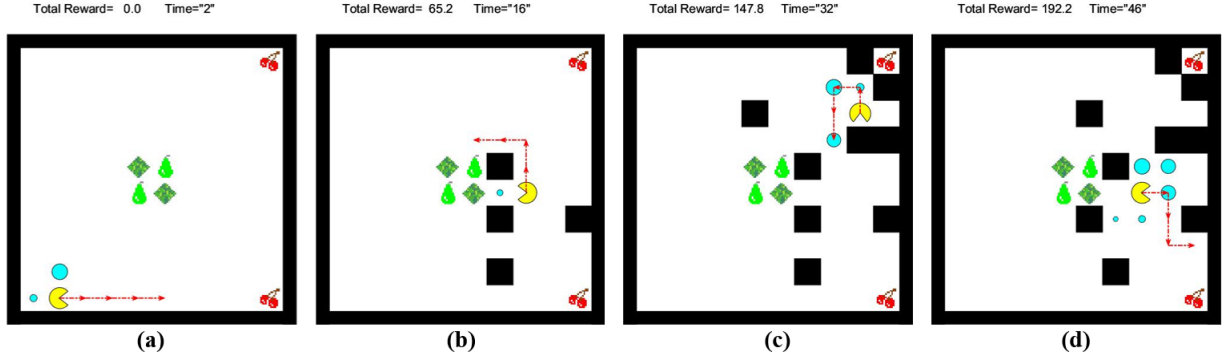 Total Reward= 0.0 Time="2"
Total Reward= 65.2 Time="16"
Total Reward= 147.8 Time="32"
Total Reward= 192.2 Time="46"
(a)
(b)
(c)
(d)